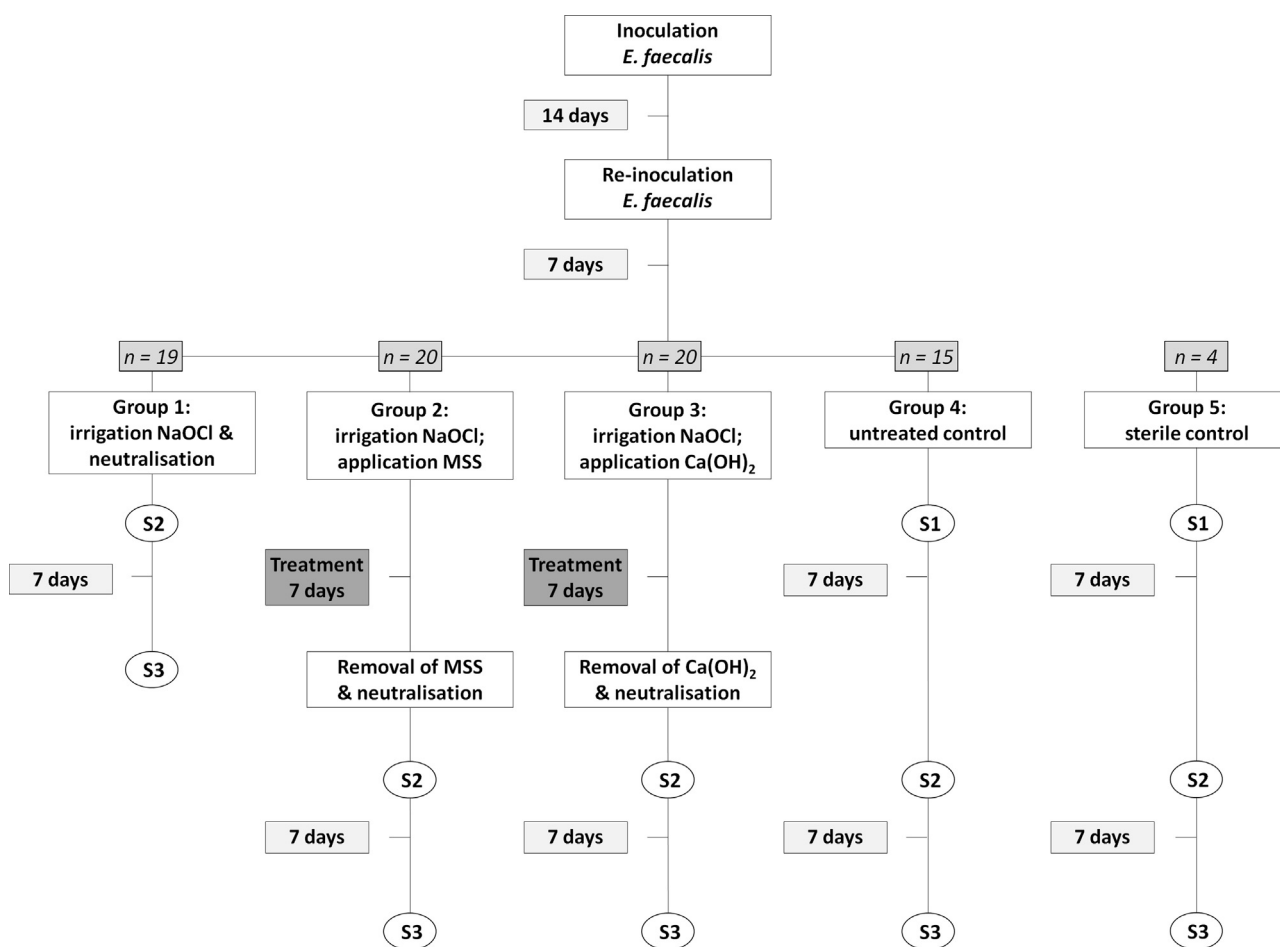 Inoculation
E. faecalis
14 days
Re-inoculation
E. faecalis
7 days
n = 19
n = 20
n = 20
n = 15
n = 4
Group 1:
irrigation NaOCl &
neutralisation
Group 2:
irrigation NaOCl;
application MSS
Group 3:
irrigation NaOCl;
application Ca(OH)₂
Group 4:
untreated control
Group 5:
sterile control
S2
S1
S1
7 days
Treatment
7 days
Treatment
7 days
7 days
7 days
S3
Removal of MSS
& neutralisation
Removal of Ca(OH)₂
& neutralisation
S2
S2
S2
S2
7 days
7 days
7 days
7 days
S3
S3
S3
S3